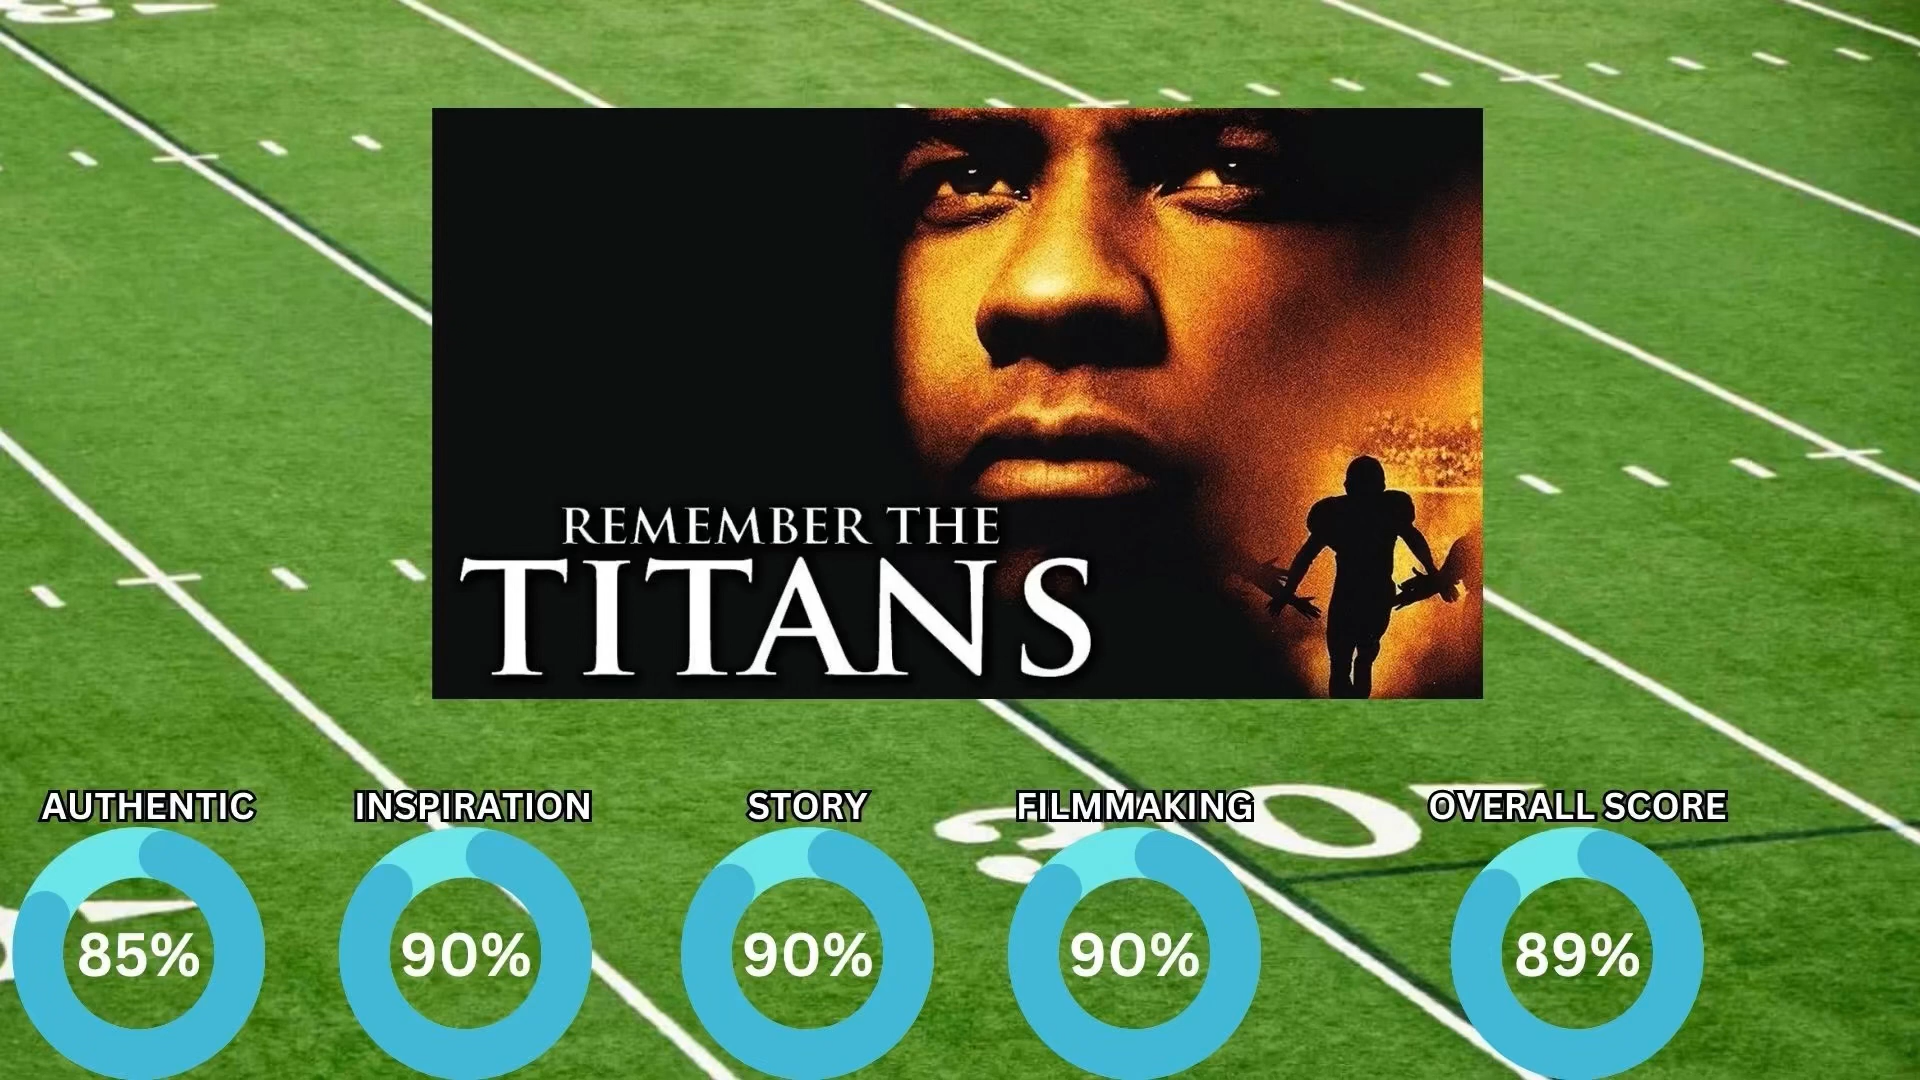 REMEMBER THE
TITANS
AUTHENTIC
INSPIRATION
STORY
FILMMAKING
OVERALL SCORE
85%
90%
90%
90%
89%